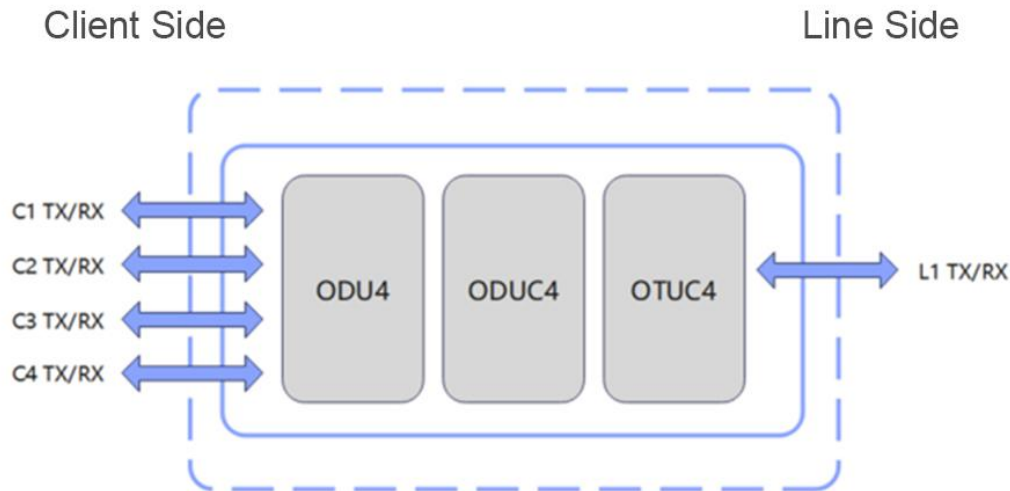 Client Side
Line Side
C1 TX/RX
C2 TX/RX
C3 TX/RX
C4 TX/RX
ODU4
ODUC4
OTUC4
L1 TX/RX